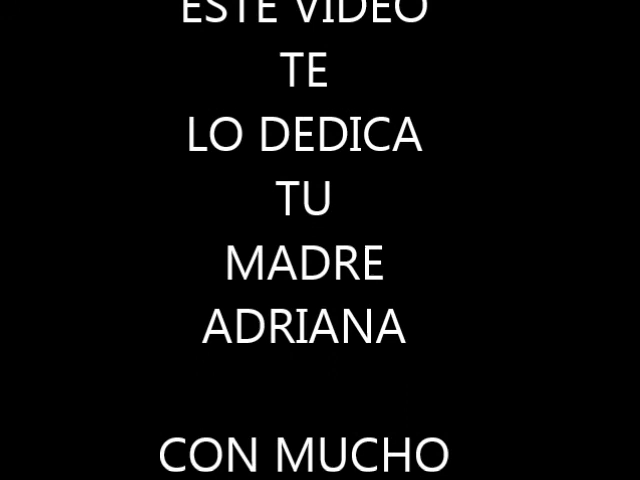 ESTE VIDEO
TE
LO DEDICA
TU
MADRE
ADRIANA
CON MUCHO